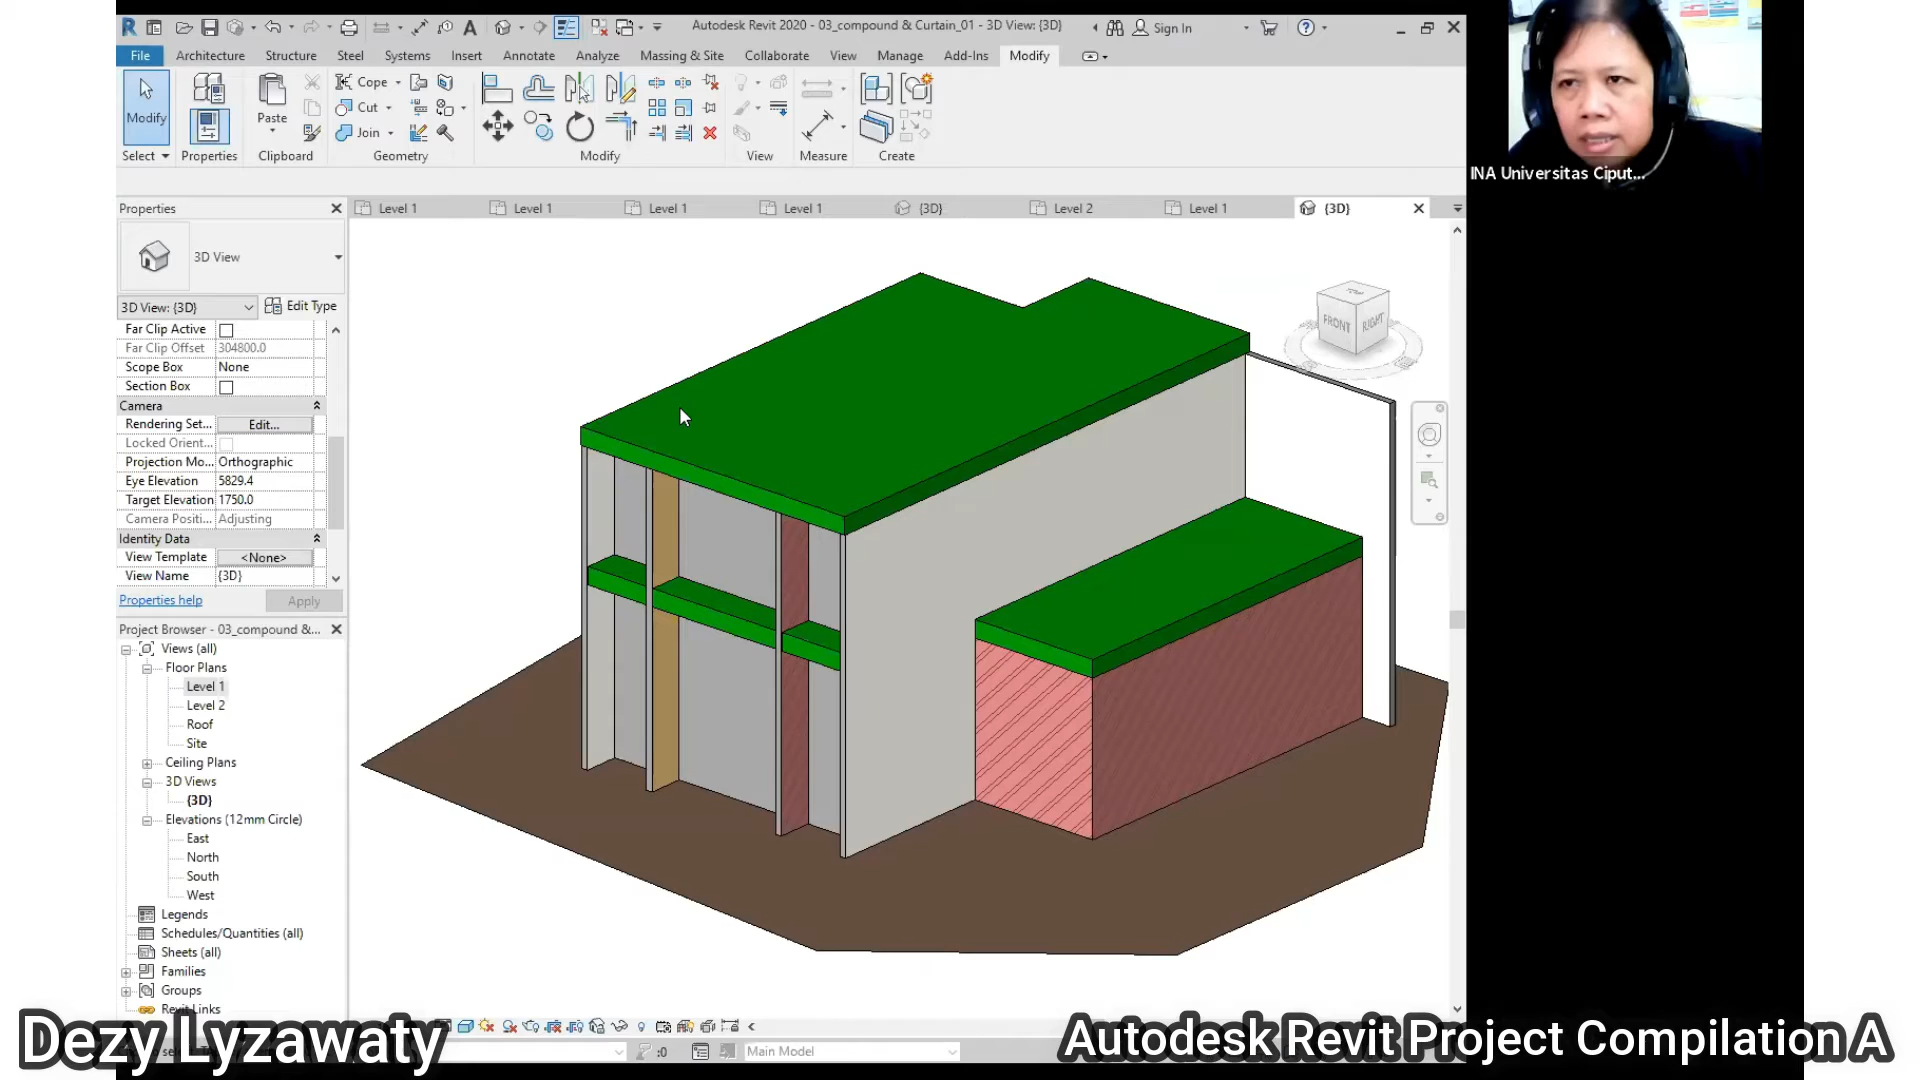 Autodesk Revit 2020 - 03_compound & Curtain_01 - 3D View: {3D}
Sign In
File Architecture Structure Steel Systems Insert Annotate Analyze Massing & Site Collaborate View Manage Add-Ins Modify
Modify
Paste
Cope
Cut
Join
Select Properties Clipboard Geometry Modify View Measure Create
INA Universitas Ciput...
Properties
Level 1 Level 1 Level 1 Level 1 {3D} Level 2 Level 1 {3D}
3D View
3D View: {3D} Edit Type
Far Clip Active
Far Clip Offset 304800.0
Scope Box None
Section Box
Camera
Rendering Set... Edit...
Locked Orient...
Projection Mo... Orthographic
Eye Elevation 5829.4
Target Elevation 1750.0
Camera Positi... Adjusting
Identity Data
View Template <None>
View Name {3D}
Properties help Apply
TOP
FRONT RIGHT
Project Browser - 03_compound &...
Views (all)
Floor Plans
Level 1
Level 2
Roof
Site
Ceiling Plans
3D Views
{3D}
Elevations (12mm Circle)
East
North
South
West
Legends
Schedules/Quantities (all)
Sheets (all)
Families
Groups
Revit Links
:0 Main Model
Dezy Lyzawaty
Autodesk Revit Project Compilation A